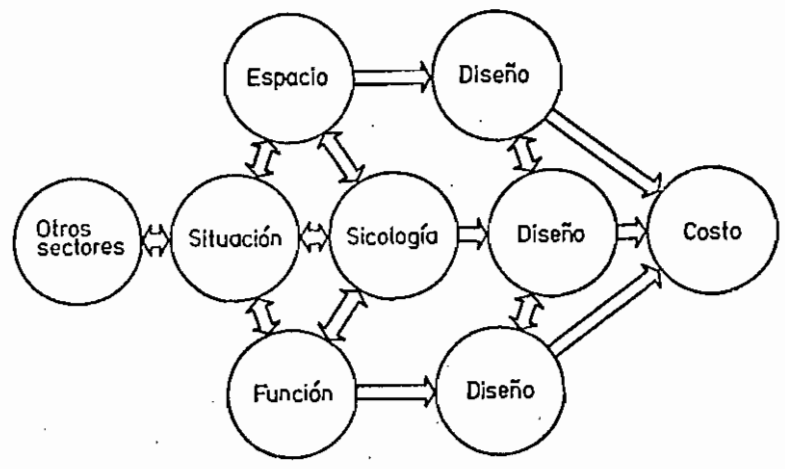 Espacio
Diseño
Otros
sectores
Situación
Sicología
Diseño
Costo
Función
Diseño